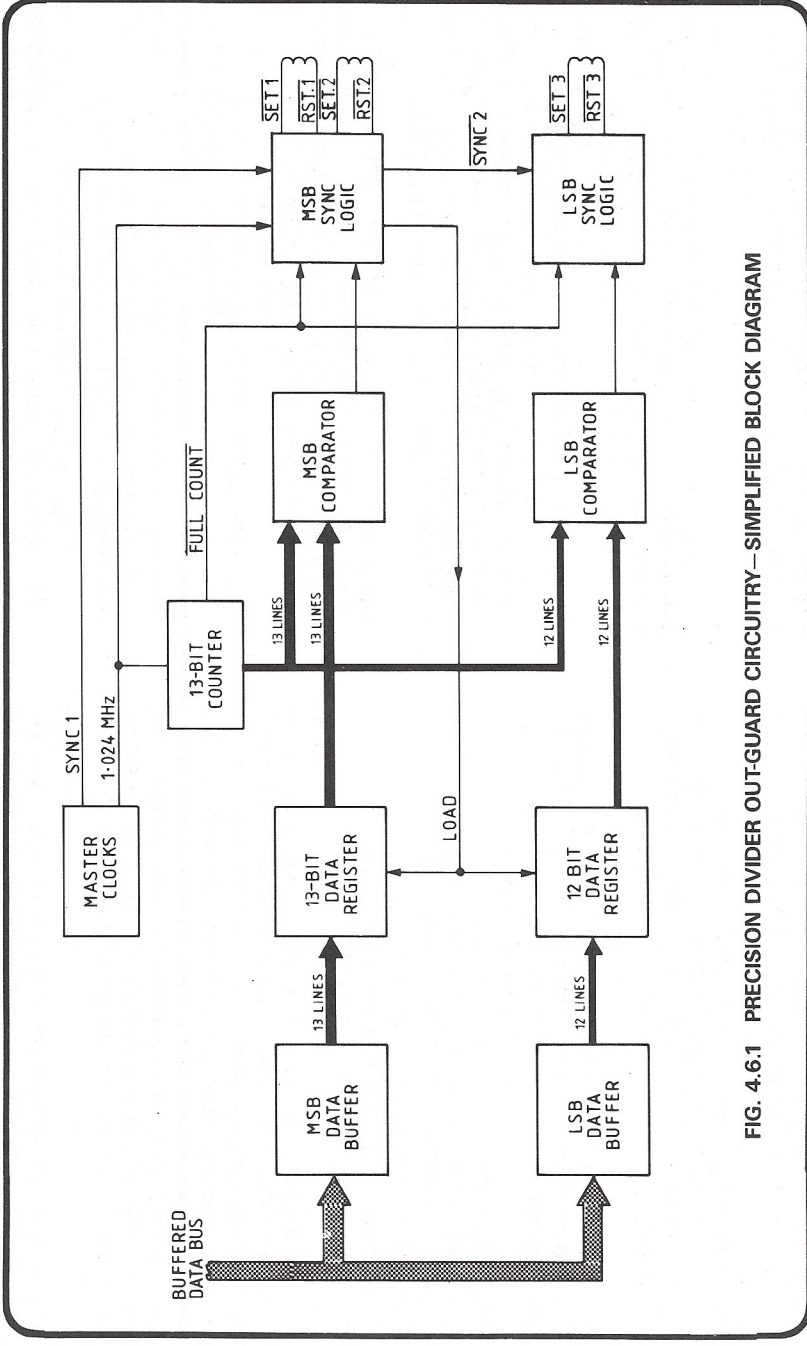 BUFFERED
DATA BUS
MSB
DATA
BUFFER
LSB
DATA
BUFFER
13 LINES
12 LINES
MASTER
CLOCKS
SYNC 1
1·024 MHz
13-BIT
DATA
REGISTER
12 BIT
DATA
REGISTER
LOAD
13-BIT
COUNTER
FULL COUNT
13 LINES
13 LINES
12 LINES
12 LINES
MSB
COMPARATOR
LSB
COMPARATOR
MSB
SYNC
LOGIC
SYNC 2
LSB
SYNC
LOGIC
SET 1
RST.1
SET.2
RST.2
SET 3
RST 3
FIG. 4.6.1 PRECISION DIVIDER OUT-GUARD CIRCUITRY–SIMPLIFIED BLOCK DIAGRAM